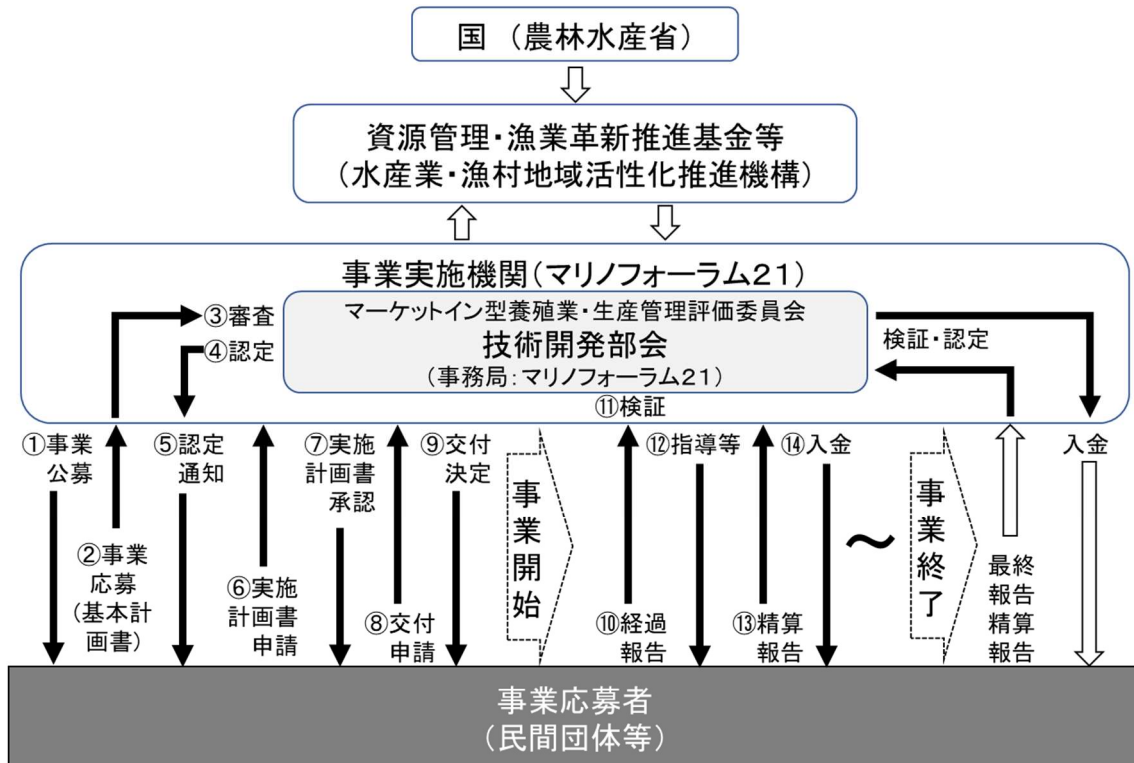 国 (農林水産省)
資源管理・漁業革新推進基金等
(水産業・漁村地域活性化推進機構)
事業実施機関(マリノフォーラム21)
マーケットイン型養殖業・生産管理評価委員会
技術開発部会
(事務局:マリノフォーラム21)
③審査
④認定
検証・認定
⑪検証
①事業
公募
②事業
応募
(基本計
画書)
⑤認定
通知
⑥実施
計画書
申請
⑦実施
計画書
承認
⑧交付
申請
⑨交付
決定
事業開始
⑩経過
報告
⑫指導等
⑬精算
報告
⑭入金
～
事業終了
最終
報告
精算
報告
入金
事業応募者
(民間団体等)